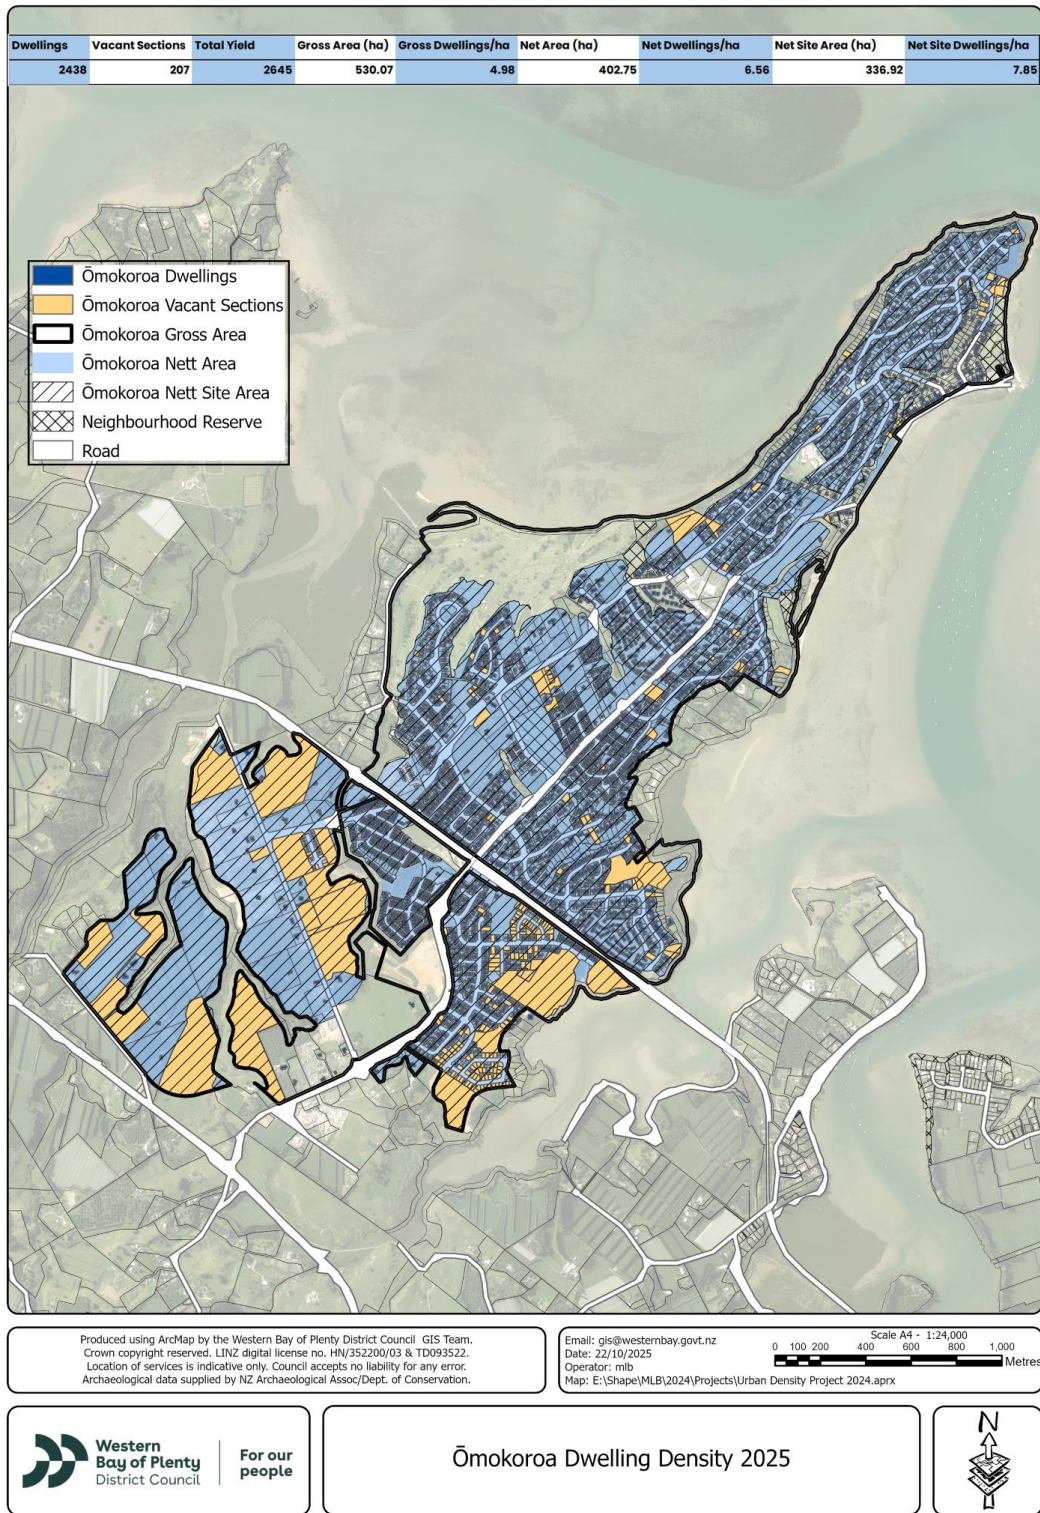 Dwellings Vacant Sections Total Yield Gross Area (ha) Gross Dwellings/ha Net Area (ha) Net Dwellings/ha Net Site Area (ha) Net Site Dwellings/ha
2438 207 2645 530.07 4.98 402.75 6.56 336.92 7.85
Ōmokoroa Dwellings
Ōmokoroa Vacant Sections
Ōmokoroa Gross Area
Ōmokoroa Nett Area
Ōmokoroa Nett Site Area
Neighbourhood Reserve
Road
Produced using ArcMap by the Western Bay of Plenty District Council GIS Team.
Crown copyright reserved. LINZ digital license no. HN/352200/03 & TD093522.
Location of services is indicative only. Council accepts no liability for any error.
Archaeological data supplied by NZ Archaeological Assoc/Dept. of Conservation.
Email: gis@westernbay.govt.nz
Date: 22/10/2025
Operator: mlb
Map: E:\Shape\MLB\2024\Projects\Urban Density Project 2024.aprx
Scale A4 - 1:24,000
0 100 200 400 600 800 1,000
Metres
Western
Bay of Plenty
District Council
For our
people
Ōmokoroa Dwelling Density 2025
N